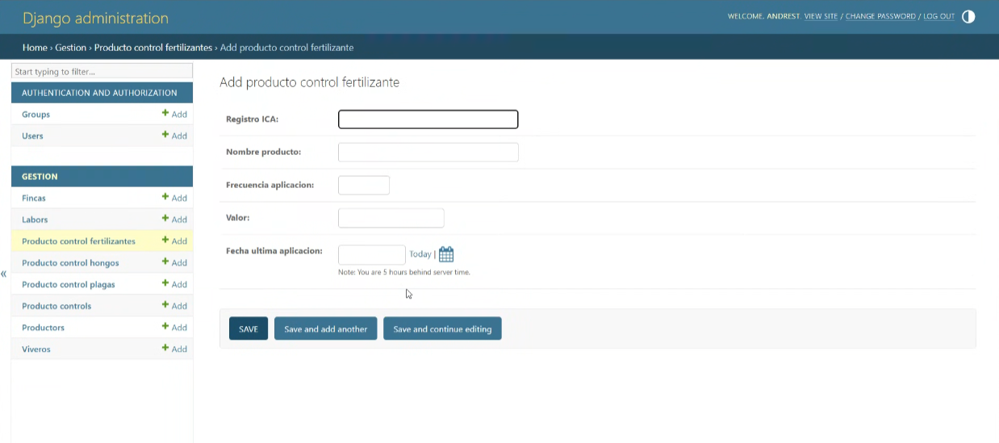 Django administration
WELCOME, ANDREST. VIEW SITE / CHANGE PASSWORD / LOG OUT
Home › Gestion › Producto control fertilizantes › Add producto control fertilizante
Start typing to filter...
AUTHENTICATION AND AUTHORIZATION
Groups + Add
Users + Add
GESTION
Fincas + Add
Labors + Add
Producto control fertilizantes + Add
Producto control hongos + Add
Producto control plagas + Add
Producto controls + Add
Productors + Add
Viveros + Add
«
Add producto control fertilizante
Registro ICA:
Nombre producto:
Frecuencia aplicacion:
Valor:
Fecha ultima aplicacion:
Today |
Note: You are 5 hours behind server time.
SAVE
Save and add another
Save and continue editing